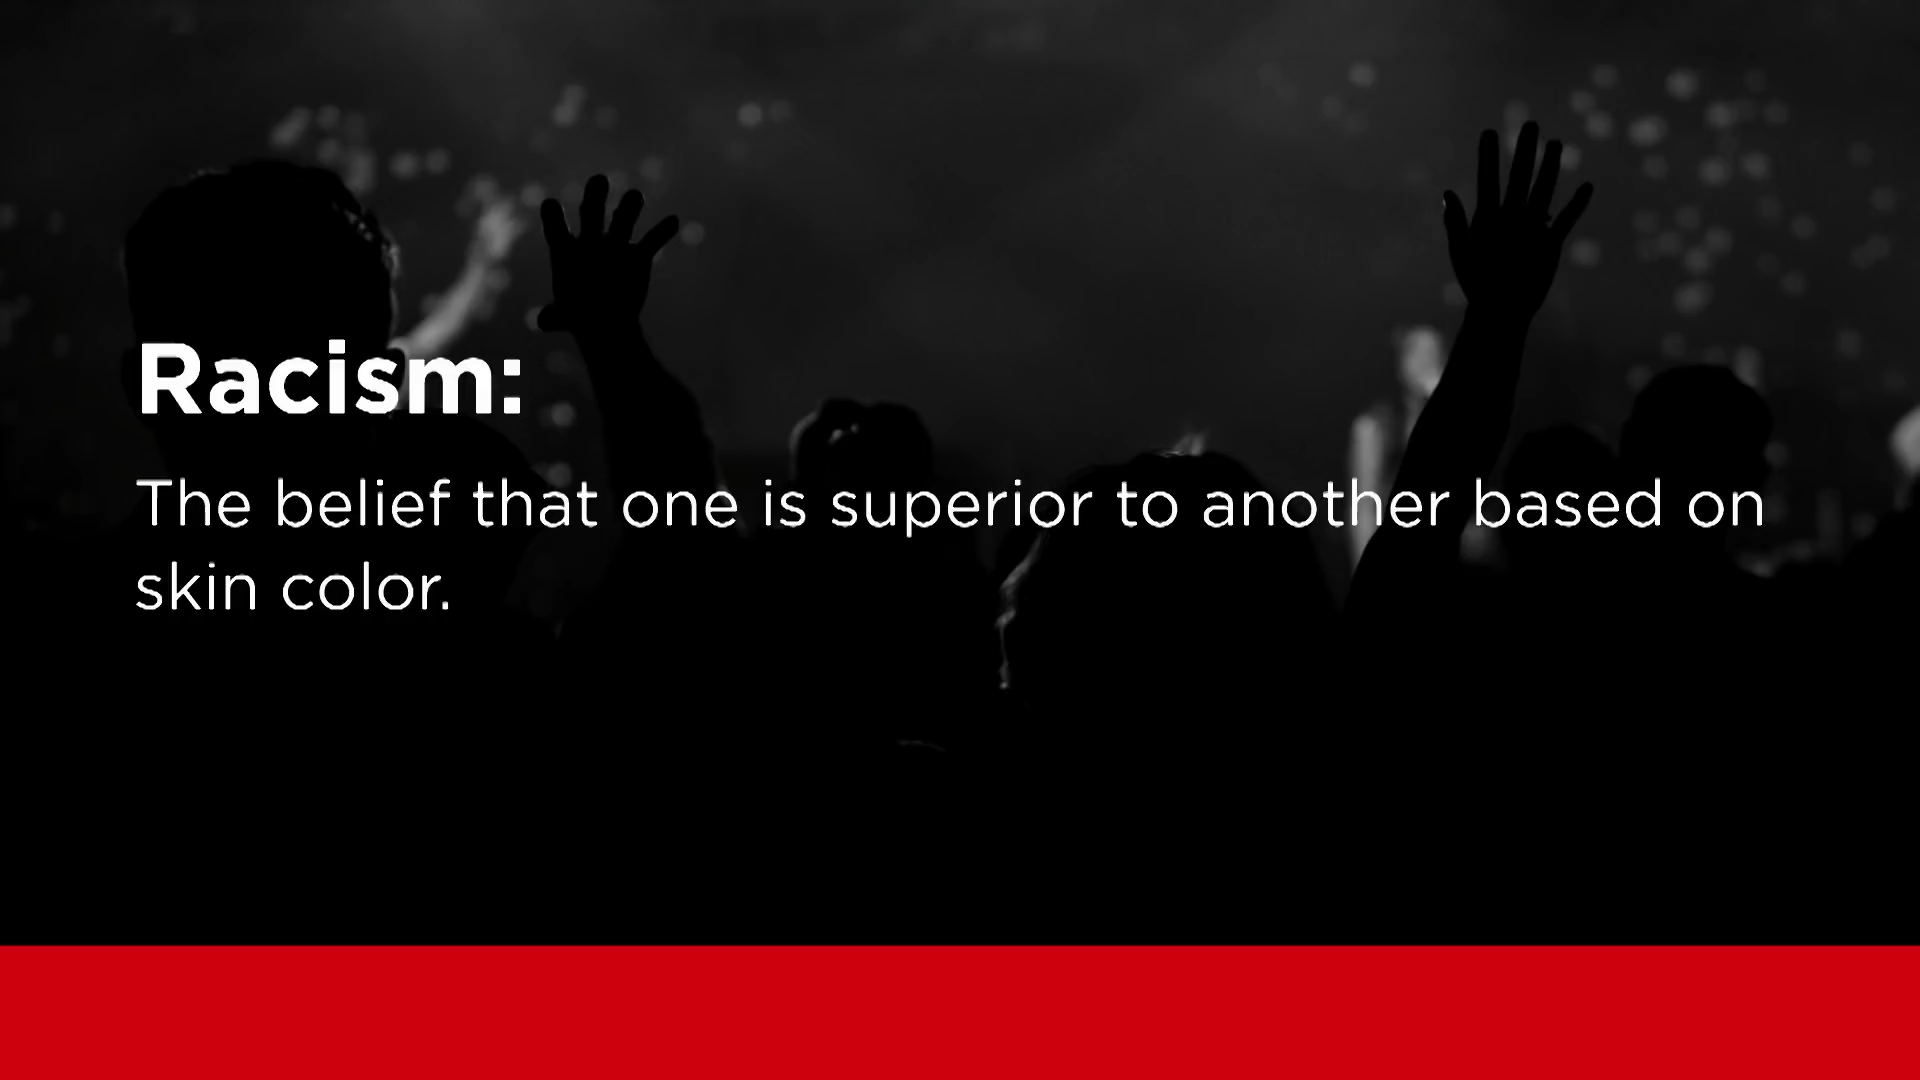 Racism:
The belief that one is superior to another based on
skin color.